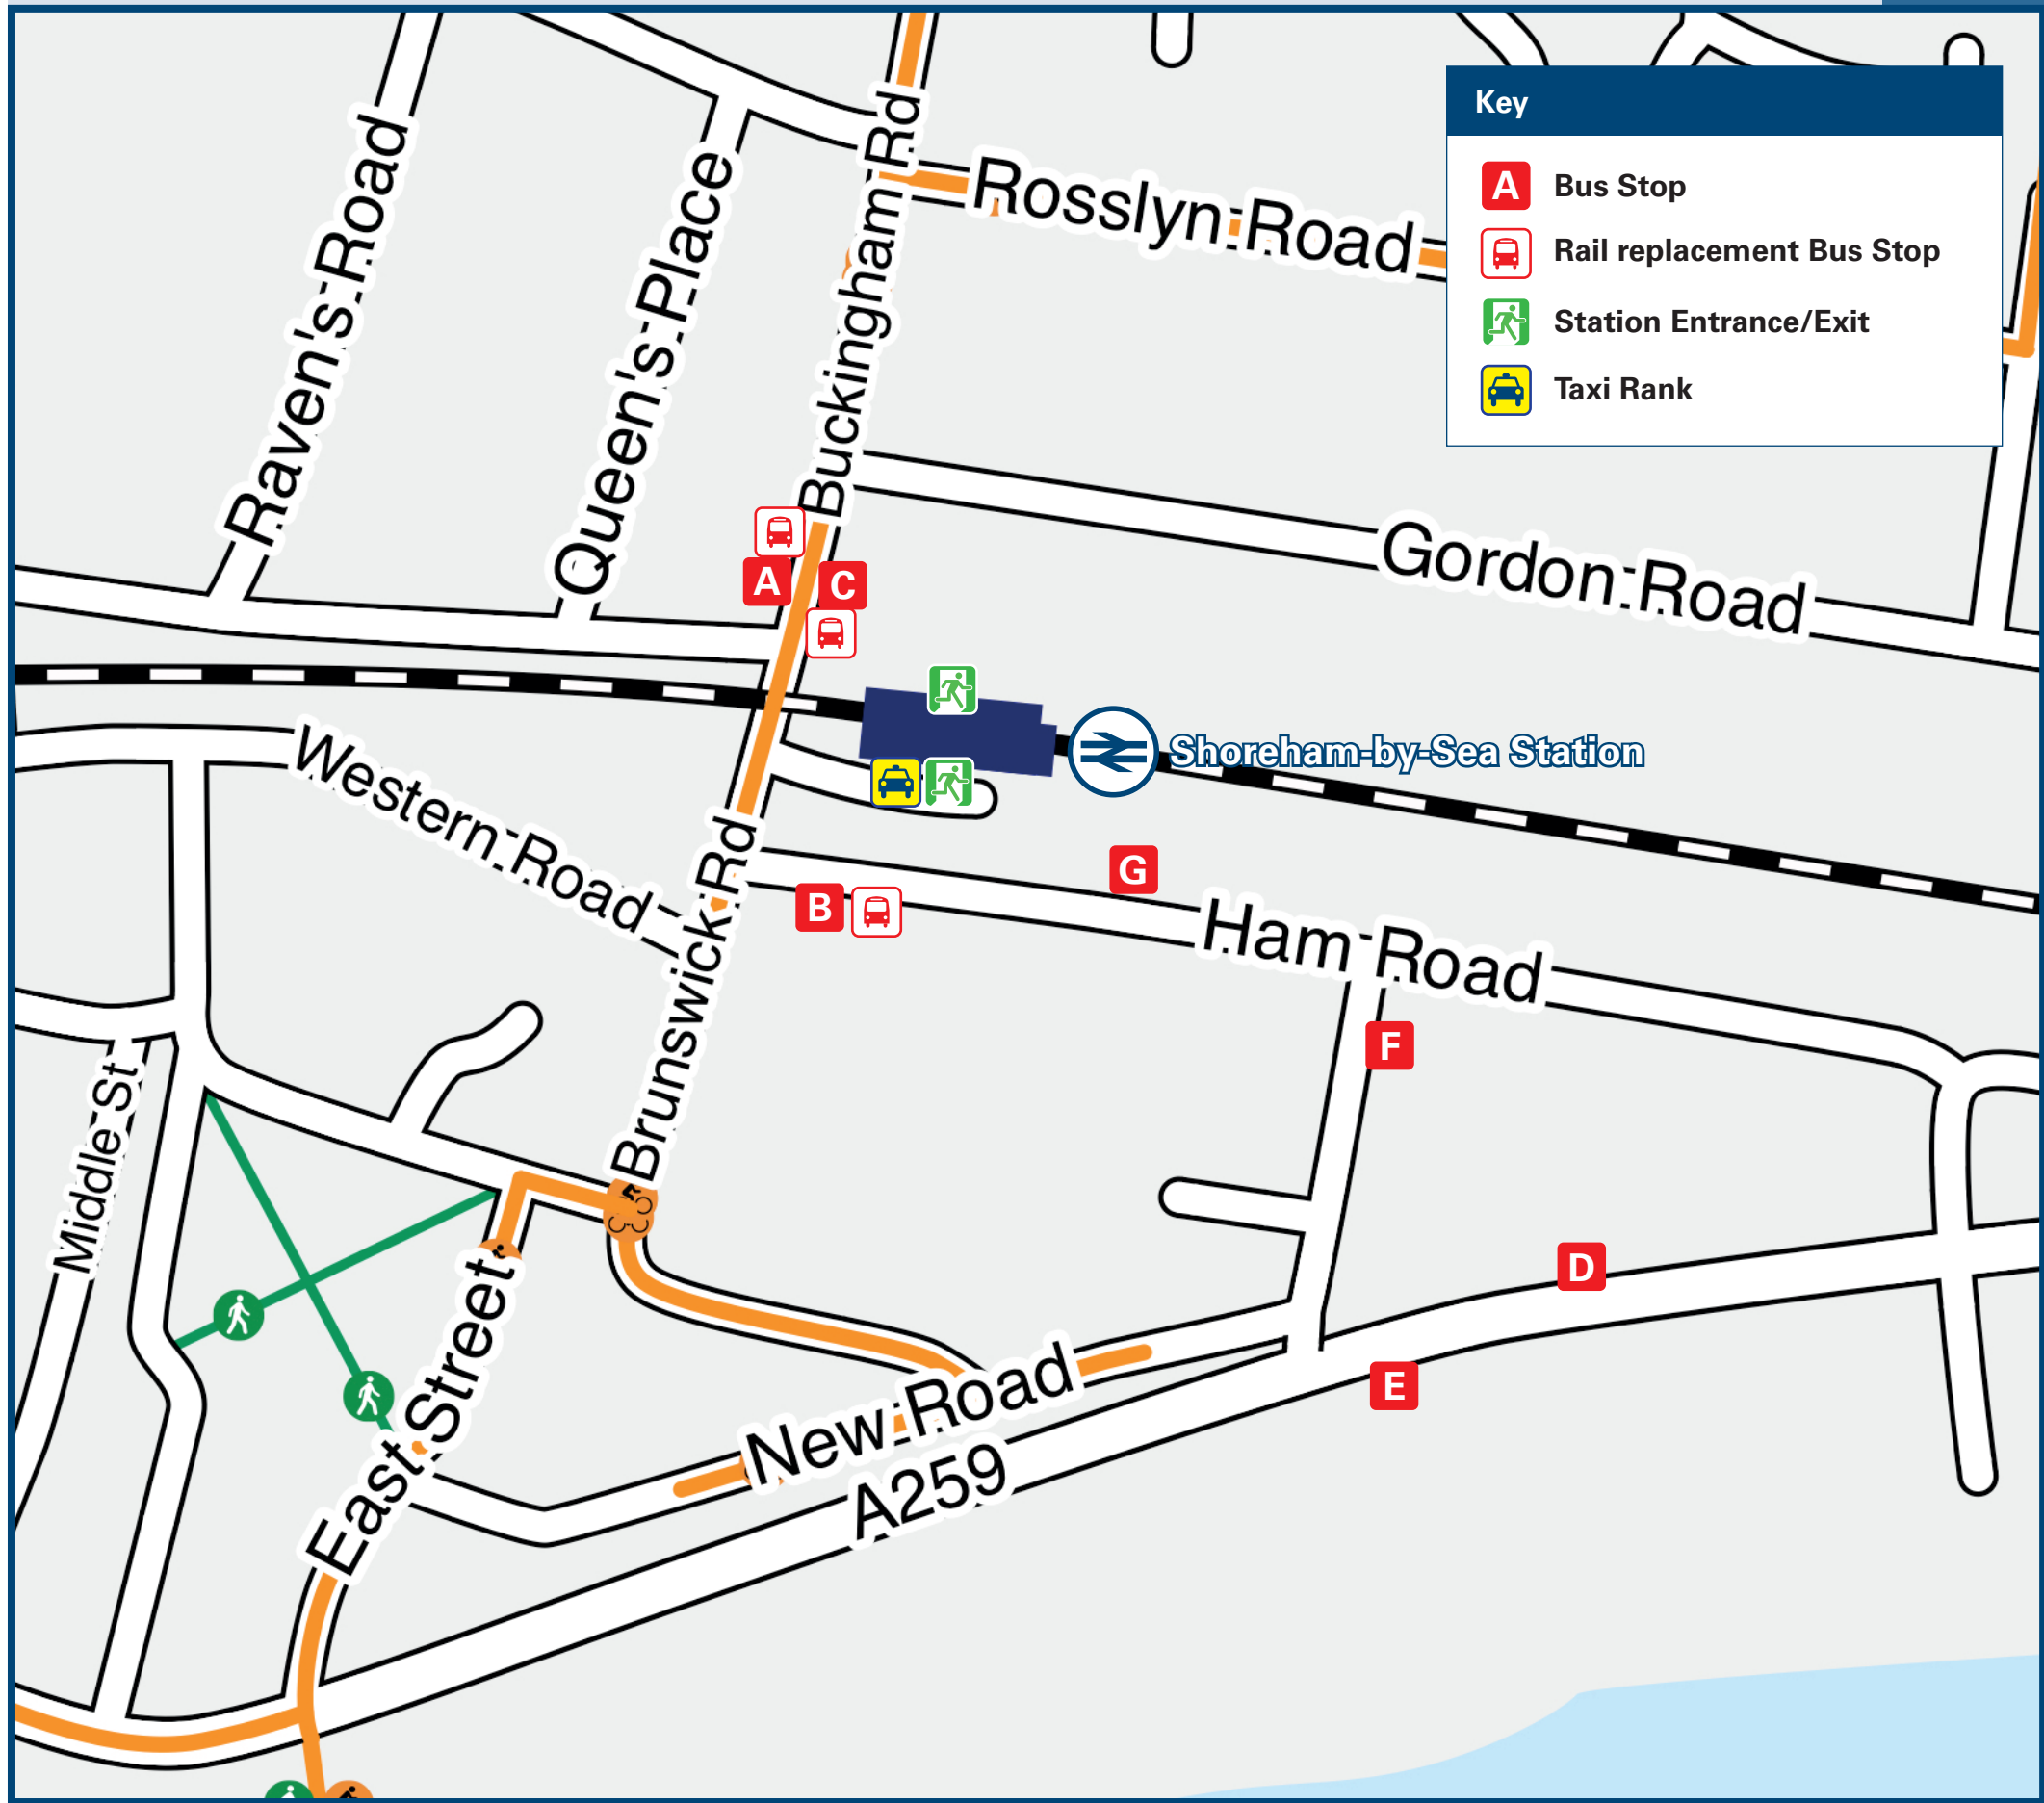 Key
A Bus Stop
Rail replacement Bus Stop
Station Entrance/Exit
Taxi Rank
Raven's Road
Queen's Place
Buckingham Rd
Rosslyn Road
Gordon Road
A
C
Shoreham-by-Sea Station
Western Road
Brunswick Rd
B
G
Ham Road
F
Middle St
D
E
East Street
New Road
A259